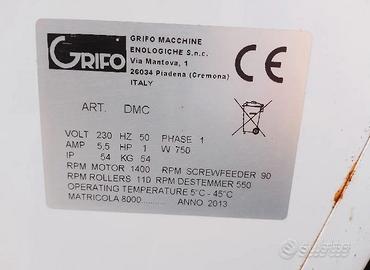 GRIFO
GRIFO MACCHINE
ENOLOGICHE S.n.c.
Via Mantova, 1
26034 Piadena (Cremona)
ITALY
CE
ART. DMC
VOLT 230 HZ 50 PHASE 1
AMP 5,5 HP 1 W 750
IP 54 KG 54
RPM MOTOR 1400 RPM SCREWFEEDER 90
RPM ROLLERS 110 RPM DESTEMMER 550
OPERATING TEMPERATURE 5°C - 45°C
MATRICOLA 8000........... ANNO 2013
subito